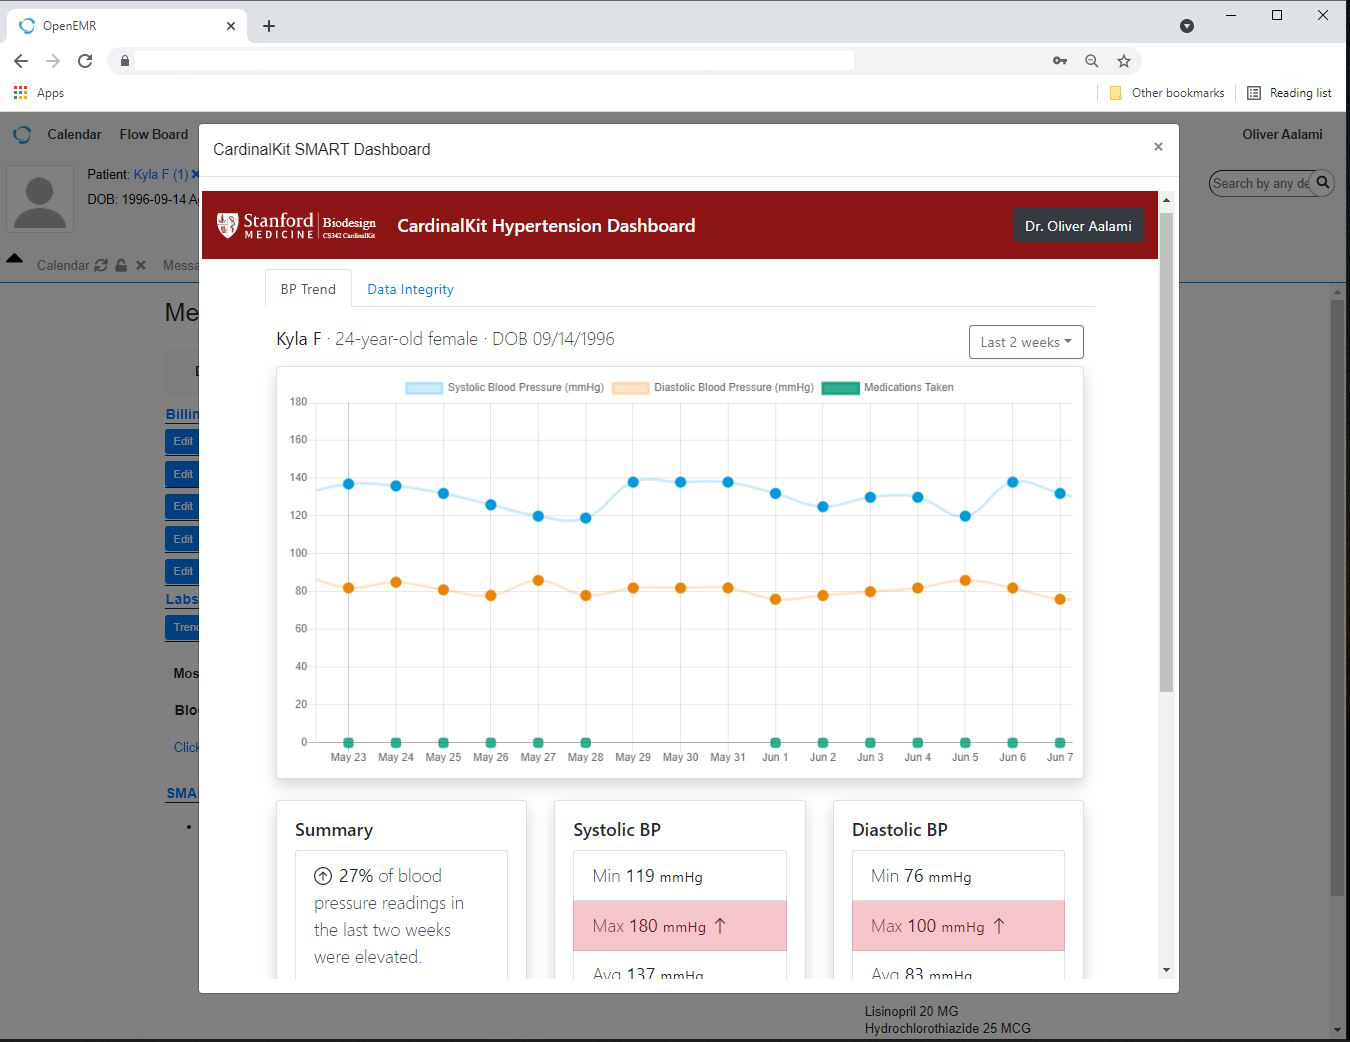 OpenEMR
Apps
Other bookmarks
Reading list
Calendar
Flow Board
Oliver Aalami
Patient: Kyla F (1)
DOB: 1996-09-14
Search by any de
Calendar
CardinalKit SMART Dashboard
Stanford
MEDICINE
Biodesign
CS342 CardinalKit
CardinalKit Hypertension Dashboard
Dr. Oliver Aalami
BP Trend
Data Integrity
Kyla F · 24-year-old female · DOB 09/14/1996
Last 2 weeks
Systolic Blood Pressure (mmHg) Diastolic Blood Pressure (mmHg) Medications Taken
180
160
140
120
100
80
60
40
20
0
May 23 May 24 May 25 May 26 May 27 May 28 May 29 May 30 May 31 Jun 1 Jun 2 Jun 3 Jun 4 Jun 5 Jun 6 Jun 7
Edit
Edit
Edit
Edit
Edit
Labs
Summary
27% of blood
pressure readings in
the last two weeks
were elevated.
Systolic BP
Min 119 mmHg
Max 180 mmHg ↑
Avg 137 mmHg
Diastolic BP
Min 76 mmHg
Max 100 mmHg ↑
Avg 83 mmHg
Lisinopril 20 MG
Hydrochlorothiazide 25 MCG